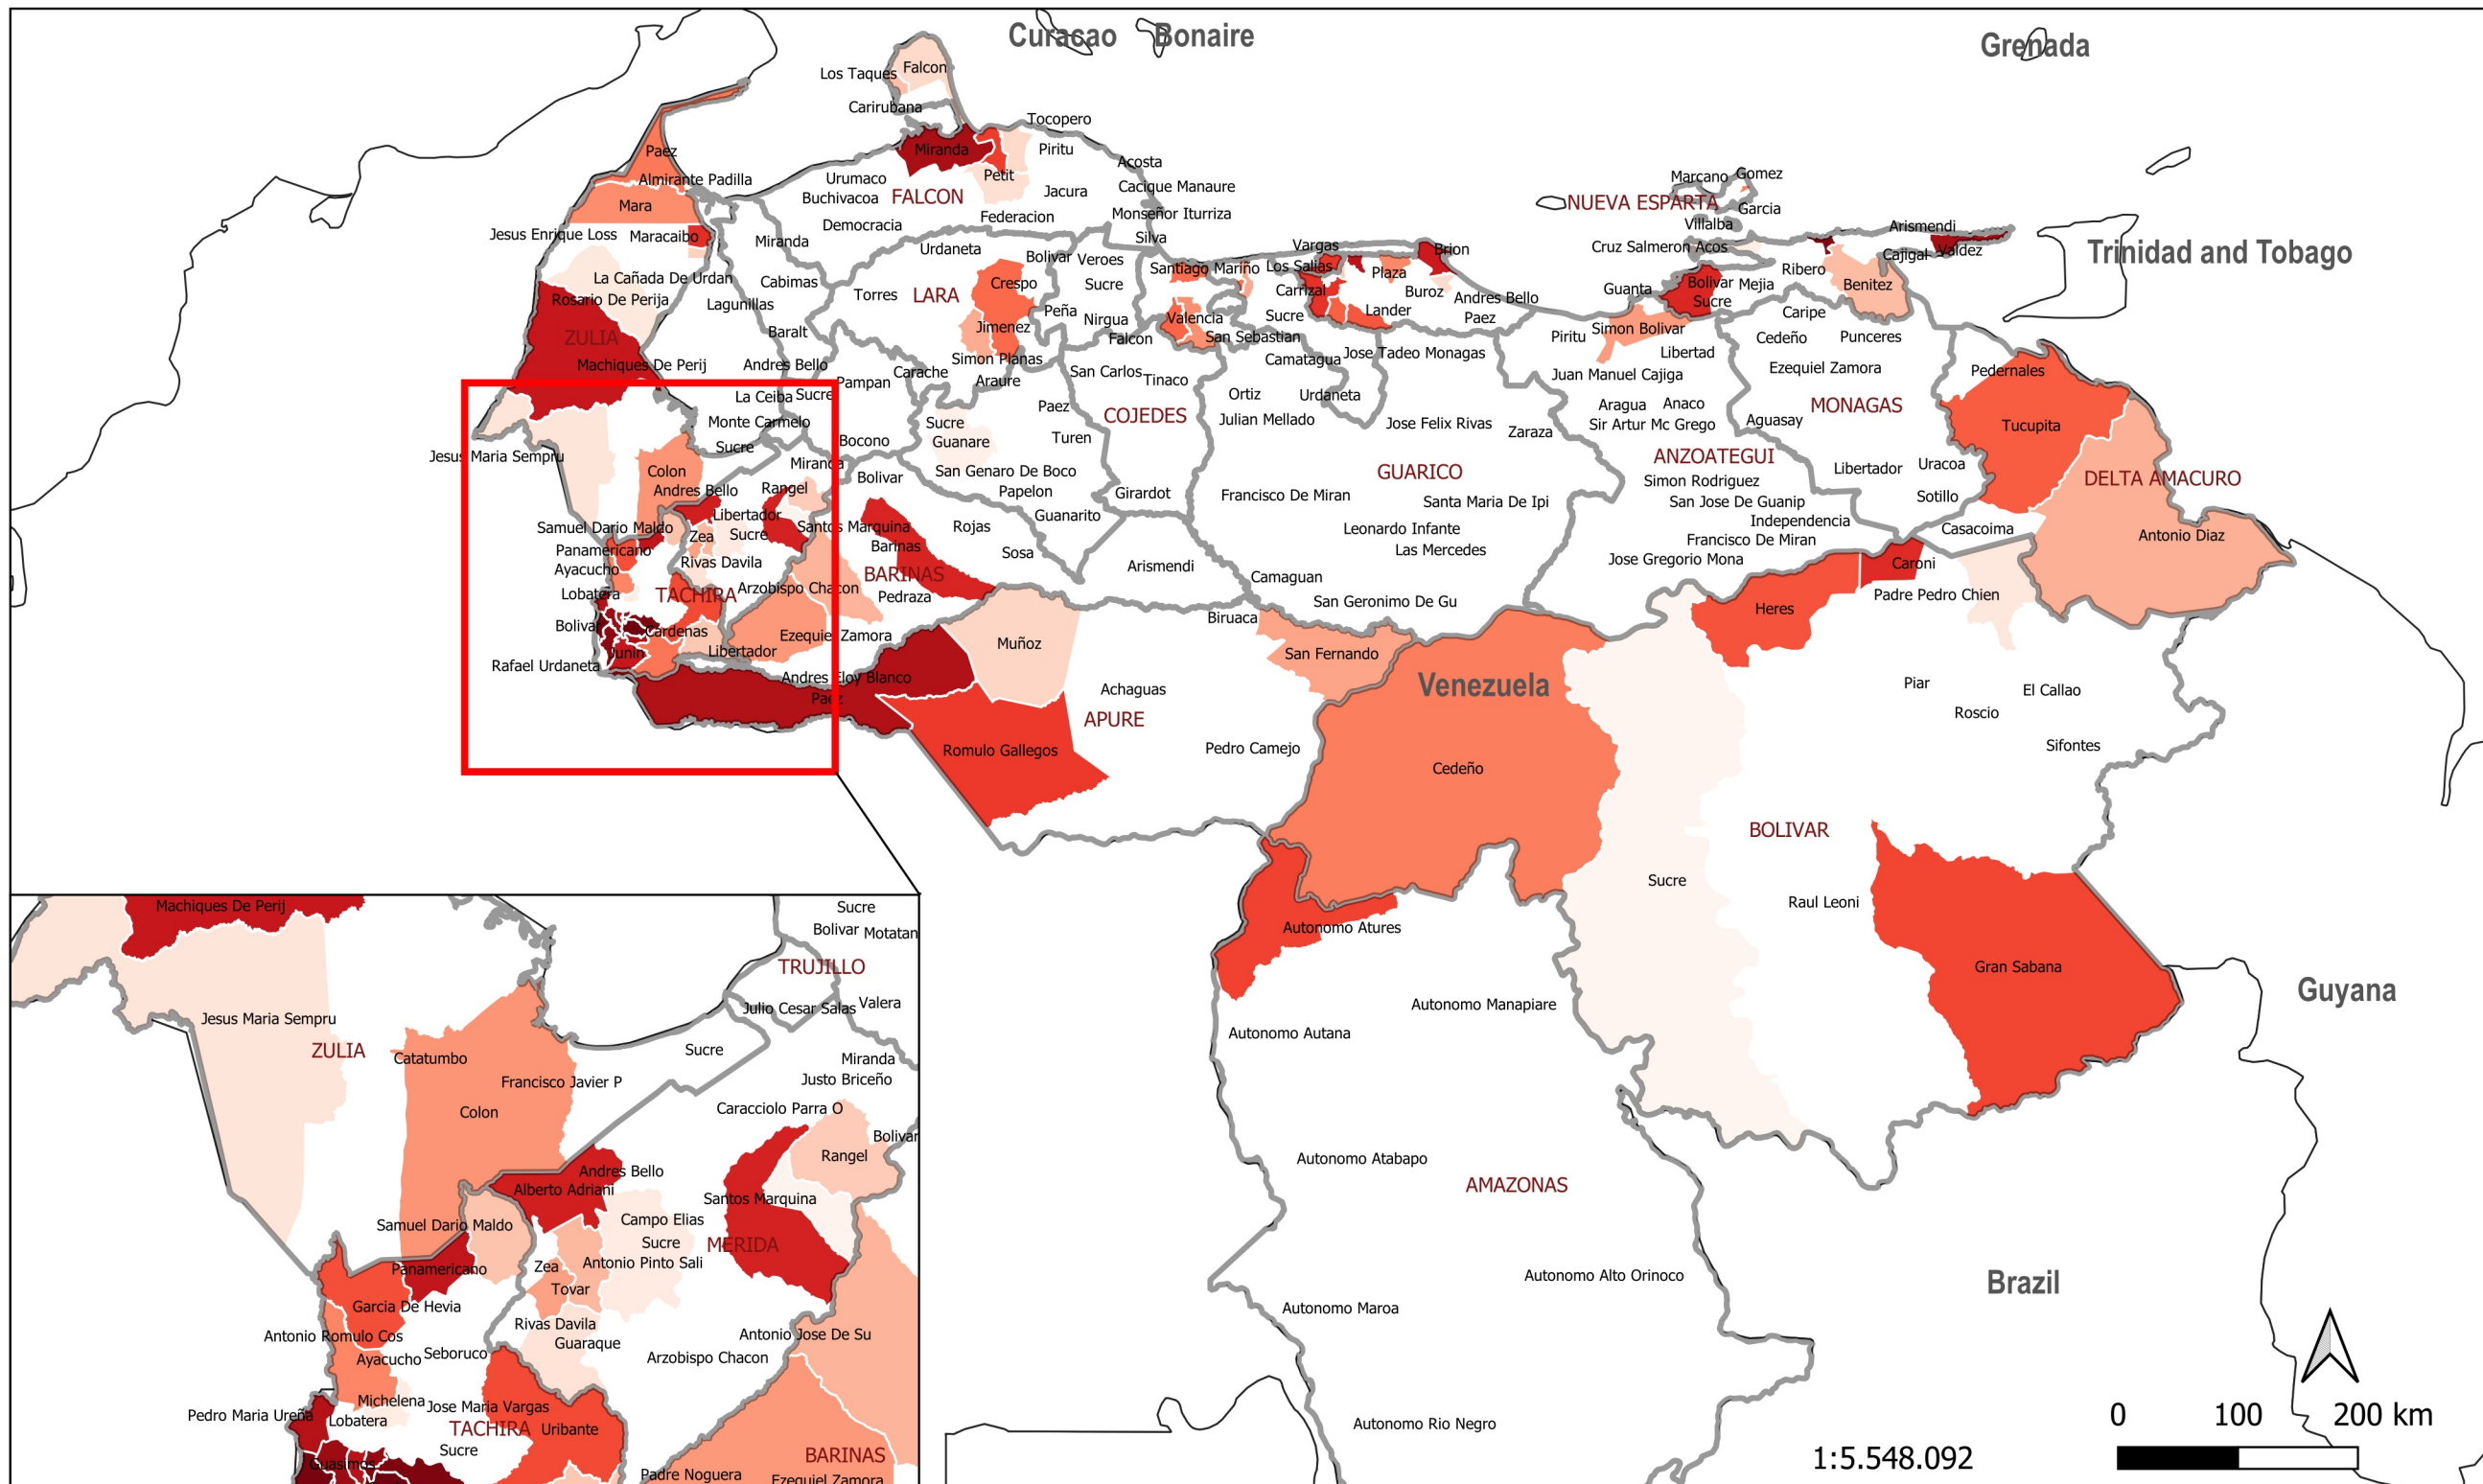 Curacao
Bonaire
Grenada
Los Taques
Falcon
Carirubana
Tocopero
Miranda
Piritu
Acosta
Paez
Almirante Padilla
Urumaco
Petit
Jacura
Cacique Manaure
Marcano
Gomez
Buchivacoa
FALCON
NUEVA ESPARTA
Mara
Federacion
Monseñor Iturriza
Garcia
Democracia
Villalba
Arismendi
Jesus Enrique Loss
Maracaibo
Miranda
Silva
Urdaneta
Vargas
Brion
Cruz Salmeron Acos
Cajigal
Valdez
Trinidad and Tobago
Bolivar
Veroes
Santiago Mariño
Los Salias
Plaza
Ribero
La Cañada De Urdan
Cabimas
Crespo
Sucre
Carrizal
Buroz
Andres Bello
Guanta
Bolivar
Mejia
Benitez
Rosario De Perija
Lagunillas
Torres
LARA
Sucre
Peña
Nirgua
Valencia
Sucre
Lander
Paez
Caripe
ZULIA
Baralt
Jimenez
Falcon
San Sebastian
Piritu
Simon Bolivar
Cedeño
Punceres
Machiques De Perij
Andres Bello
Simon Planas
Camatagua
Jose Tadeo Monagas
Libertad
Pampan
Carache
Araure
San Carlos
Tinaco
Juan Manuel Cajiga
Ezequiel Zamora
Pedernales
La Ceiba
Sucre
Ortiz
Urdaneta
Paez
COJEDES
Aragua
Anaco
MONAGAS
Monte Carmelo
Sucre
Julian Mellado
Jose Felix Rivas
Sir Artur Mc Grego
Aguasay
Tucupita
Sucre
Bocono
Guanare
Turen
Zaraza
Jesus Maria Sempru
Miranda
ANZOATEGUI
Colon
Bolivar
San Genaro De Boco
GUARICO
Libertador
Uracoa
DELTA AMACURO
Andres Bello
Rangel
Papelon
Girardot
Francisco De Miran
Santa Maria De Ipi
Simon Rodriguez
San Jose De Guanip
Sotillo
Samuel Dario Maldo
Libertador
Santos Marquina
Rojas
Guanarito
Leonardo Infante
Independencia
Casacoima
Antonio Diaz
Panamericano
Zea
Sucre
Barinas
Sosa
Las Mercedes
Francisco De Miran
Ayacucho
Rivas Davila
BARINAS
Arismendi
Camaguan
Jose Gregorio Mona
Caroni
Lobatera
TACHIRA
Arzobispo Chacon
Pedraza
San Geronimo De Gu
Padre Pedro Chien
Bolivar
Cardenas
Ezequiel Zamora
Biruaca
Heres
Rafael Urdaneta
Junin
Libertador
Muñoz
San Fernando
Andres Eloy Blanco
Paez
Achaguas
Venezuela
Piar
El Callao
APURE
Roscio
Romulo Gallegos
Pedro Camejo
Cedeño
Sifontes
BOLIVAR
Sucre
Raul Leoni
Autonomo Atures
Gran Sabana
Guyana
Autonomo Manapiare
Autonomo Autana
Autonomo Atabapo
AMAZONAS
Autonomo Alto Orinoco
Brazil
Autonomo Maroa
Autonomo Rio Negro
Machiques De Perij
Sucre
Bolivar
Motatan
TRUJILLO
Julio Cesar Salas
Valera
Jesus Maria Sempru
ZULIA
Catatumbo
Sucre
Miranda
Francisco Javier P
Justo Briceño
Colon
Caracciolo Parra O
Bolivar
Rangel
Andres Bello
Alberto Adriani
Santos Marquina
Samuel Dario Maldo
Campo Elias
Sucre
MERIDA
Panamericano
Zea
Antonio Pinto Sali
Tovar
Garcia De Hevia
Rivas Davila
Antonio Romulo Cos
Guaraque
Antonio Jose De Su
Ayacucho
Seboruco
Arzobispo Chacon
Michelena
Jose Maria Vargas
Pedro Maria Ureña
Lobatera
TACHIRA
Uribante
Sucre
BARINAS
Guasimos
Padre Noguera
Ezequiel Zamora
0 100 200 km
1:5.548.092